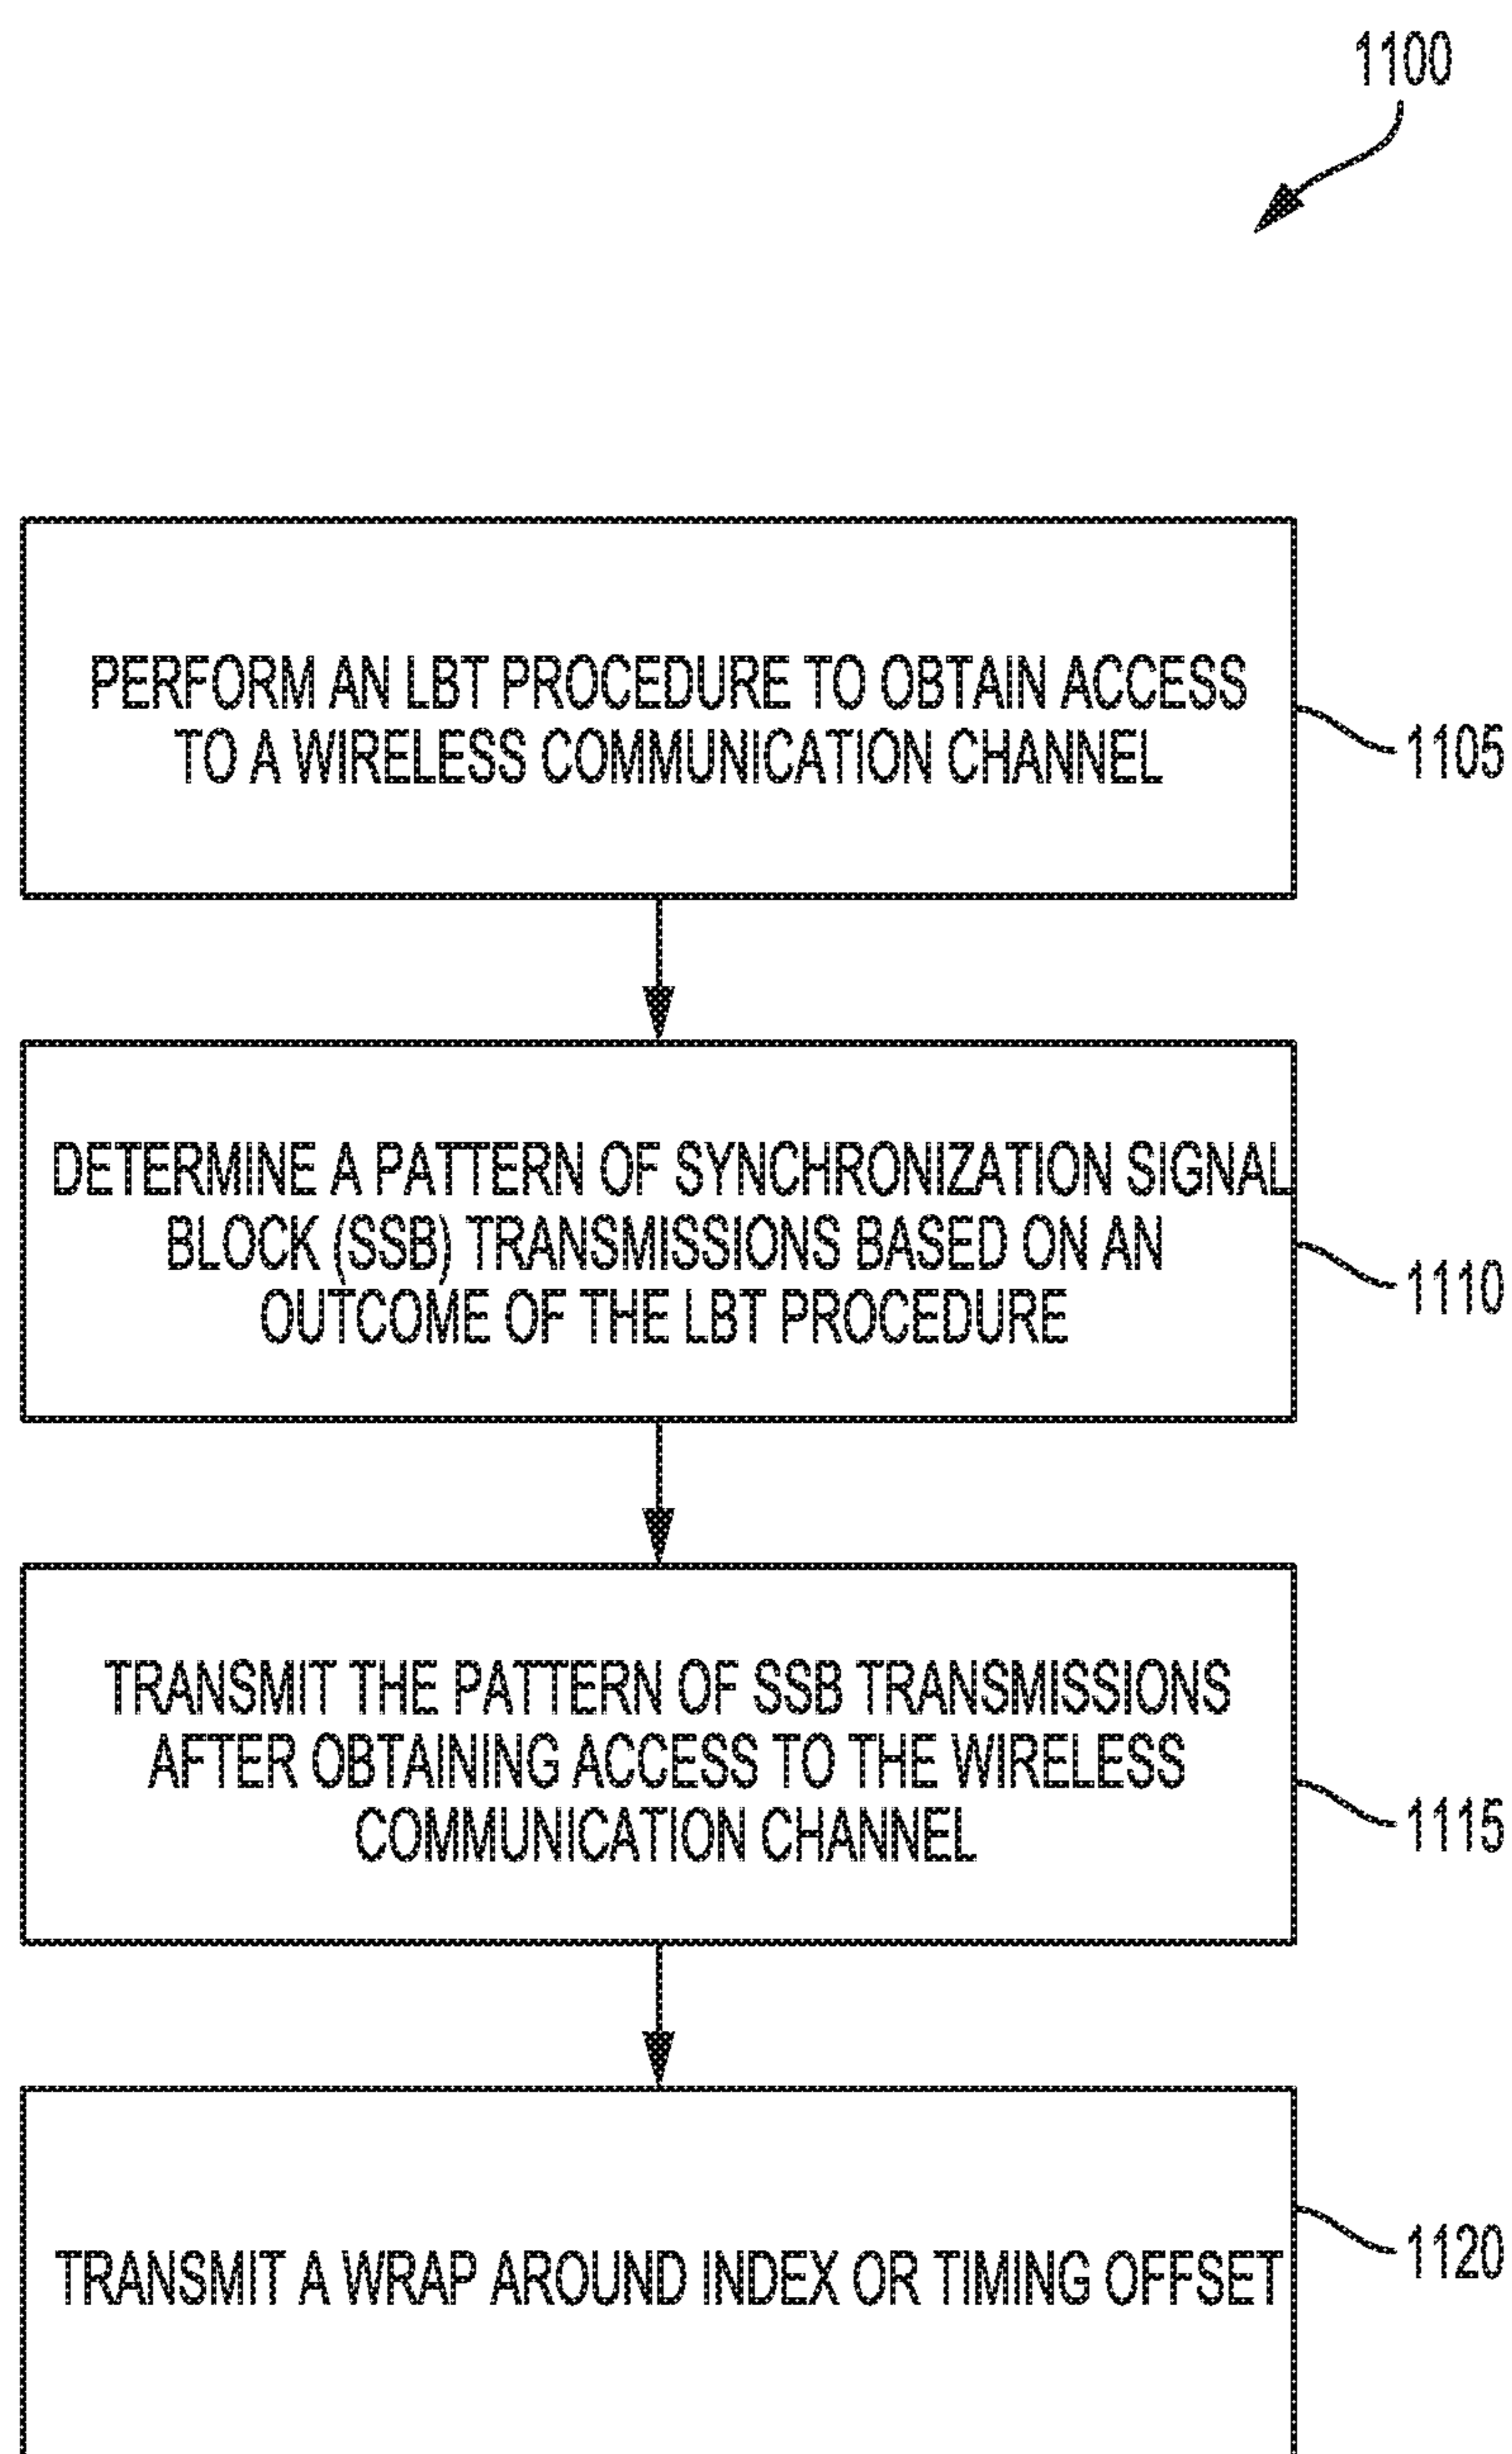 1100
PERFORM AN LBT PROCEDURE TO OBTAIN ACCESS
TO A WIRELESS COMMUNICATION CHANNEL
1105
DETERMINE A PATTERN OF SYNCHRONIZATION SIGNAL
BLOCK (SSB) TRANSMISSIONS BASED ON AN
OUTCOME OF THE LBT PROCEDURE
1110
TRANSMIT THE PATTERN OF SSB TRANSMISSIONS
AFTER OBTAINING ACCESS TO THE WIRELESS
COMMUNICATION CHANNEL
1115
TRANSMIT A WRAP AROUND INDEX OR TIMING OFFSET
1120